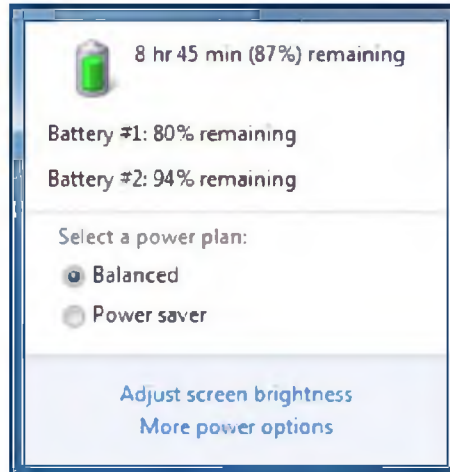 8 hr 45 min (87%) remaining
Battery #1: 80% remaining
Battery #2: 94% remaining
Select a power plan:
Balanced
Power saver
Adjust screen brightness
More power options